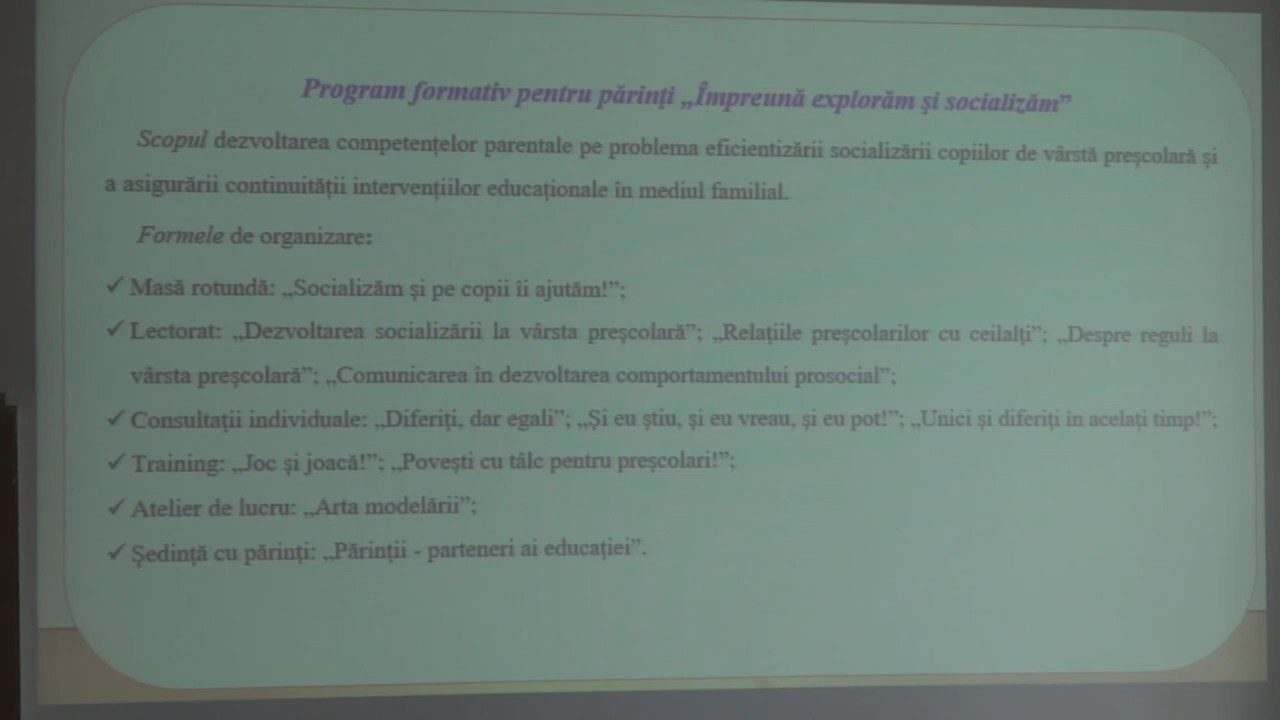 Program formativ pentru părinți „Împreună explorăm și socializăm”
Scopul dezvoltarea competențelor parentale pe problema eficientizării socializării copiilor de vârstă preșcolară și
a asigurării continuității intervențiilor educaționale în mediul familial.
Formele de organizare:
✓ Masă rotundă: „Socializăm și pe copii îi ajutăm!”;
✓ Lectorat: „Dezvoltarea socializării la vârsta preșcolară”; „Relațiile preșcolarilor cu ceilalți”; „Despre reguli la
vârsta preșcolară”; „Comunicarea în dezvoltarea comportamentului prosocial”;
✓ Consultații individuale: „Diferiți, dar egali”; „Și eu știu, și eu vreau, și eu pot!”; „Unici și diferiți în acelați timp!”;
✓ Training: „Joc și joacă!”; „Povești cu tâlc pentru preșcolari!”;
✓ Atelier de lucru: „Arta modelării”;
✓ Ședință cu părinți: „Părinții - parteneri ai educației”.